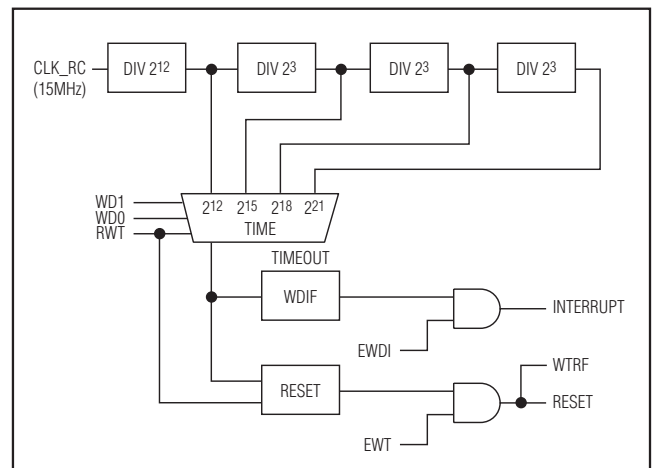 CLK_RC
(15MHz)
DIV 2¹²
DIV 2³
DIV 2³
DIV 2³
WD1
WD0
RWT
2¹² 2¹⁵ 2¹⁸ 2²¹
TIME
TIMEOUT
WDIF
INTERRUPT
EWDI
WTRF
RESET
RESET
EWT